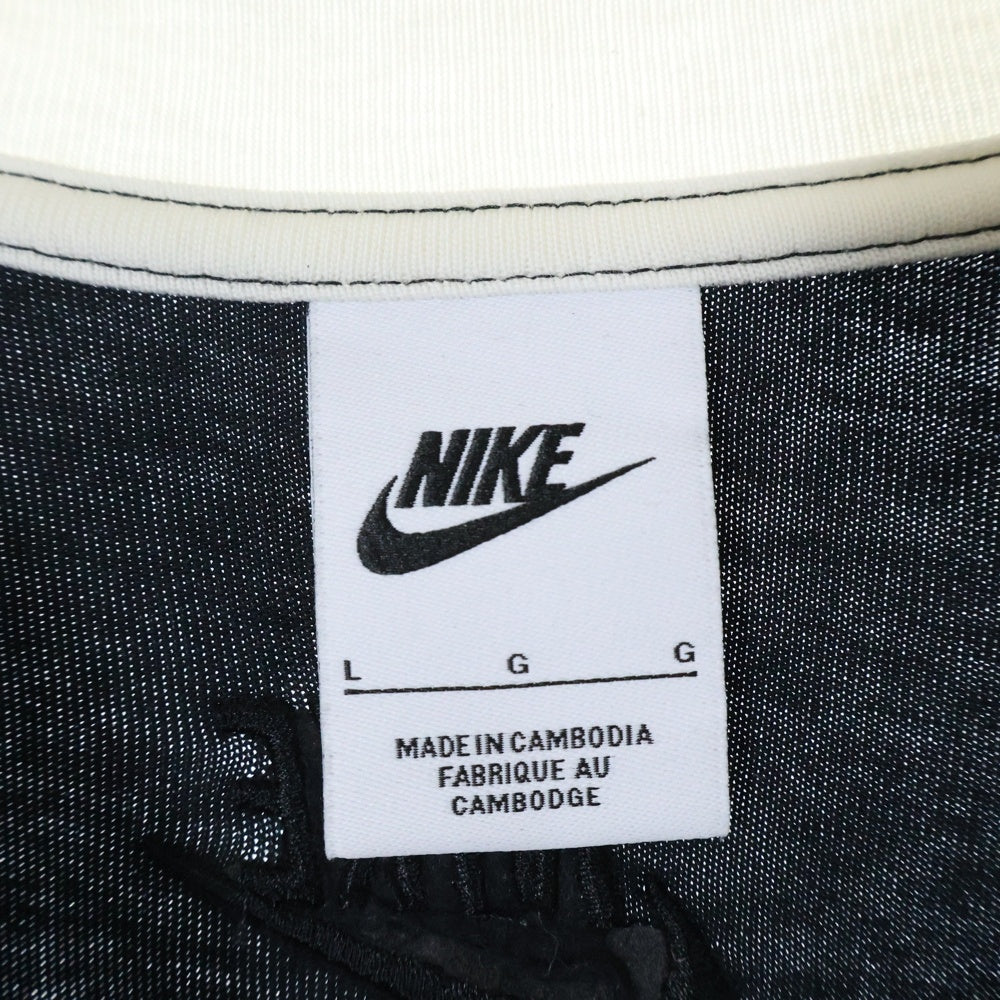 NIKE
L G G
MADE IN CAMBODIA
FABRIQUE AU
CAMBODGE